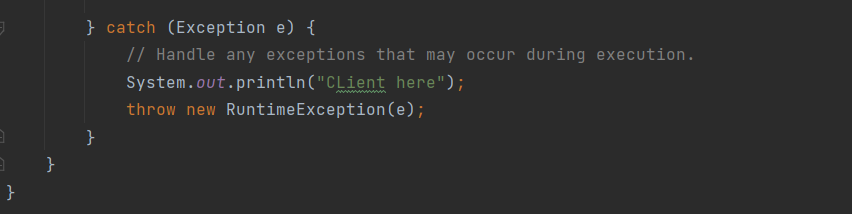 } catch (Exception e) {
// Handle any exceptions that may occur during execution.
System.out.println("CLient here");
throw new RuntimeException(e);
}
}
}